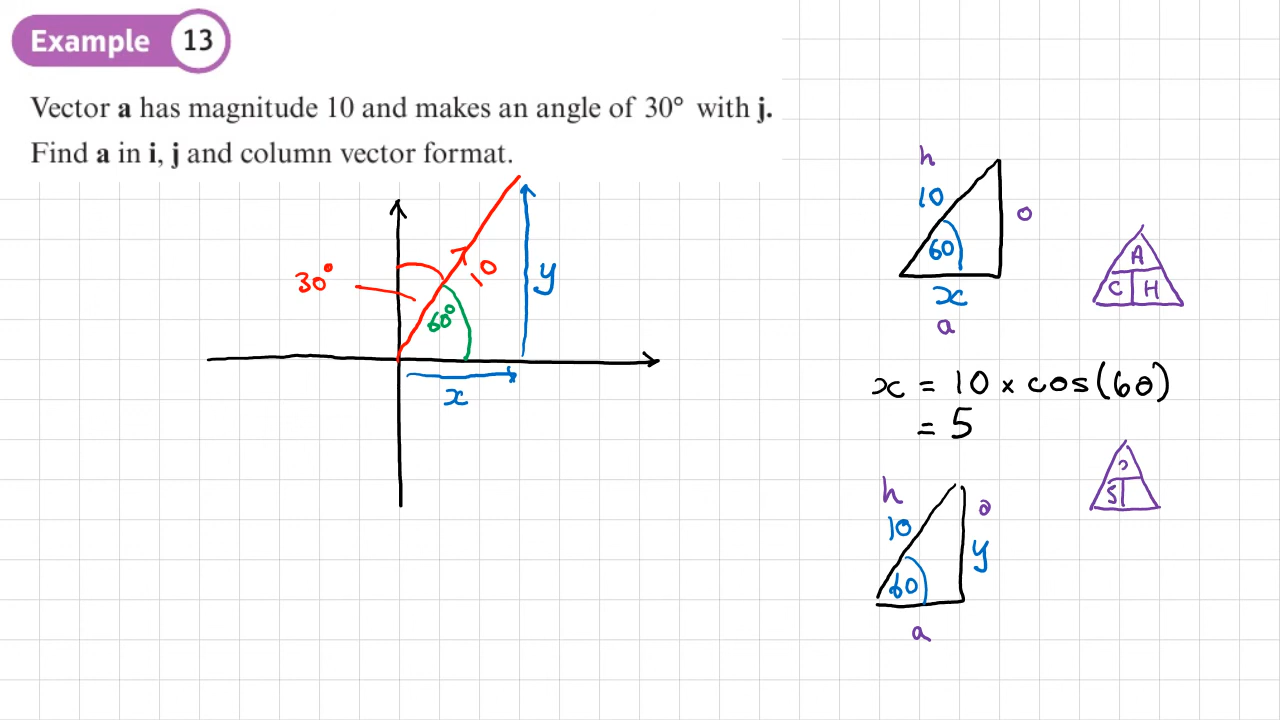 Example 13
Vector a has magnitude 10 and makes an angle of 30° with j.
Find a in i, j and column vector format.
30°
10
60°
y
x
h
10
o
60
x
a
A
C H
x = 10 × cos(60)
= 5
h
10
o
y
60
a
S